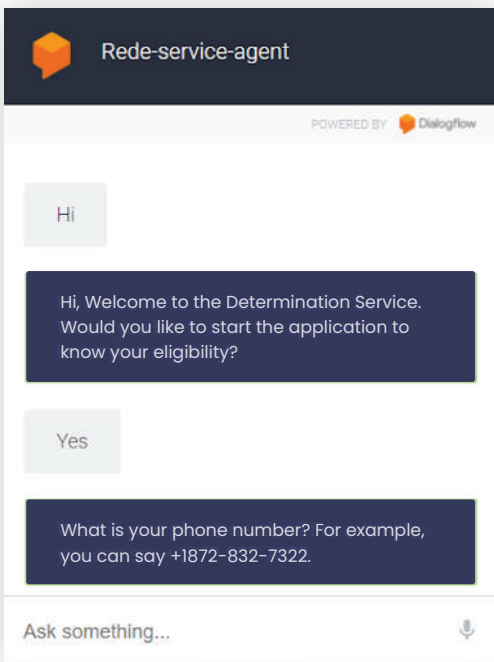 Rede-service-agent
POWERED BY Dialogflow
Hi
Hi, Welcome to the Determination Service.
Would you like to start the application to
know your eligibility?
Yes
What is your phone number? For example,
you can say +1872-832-7322.
Ask something...